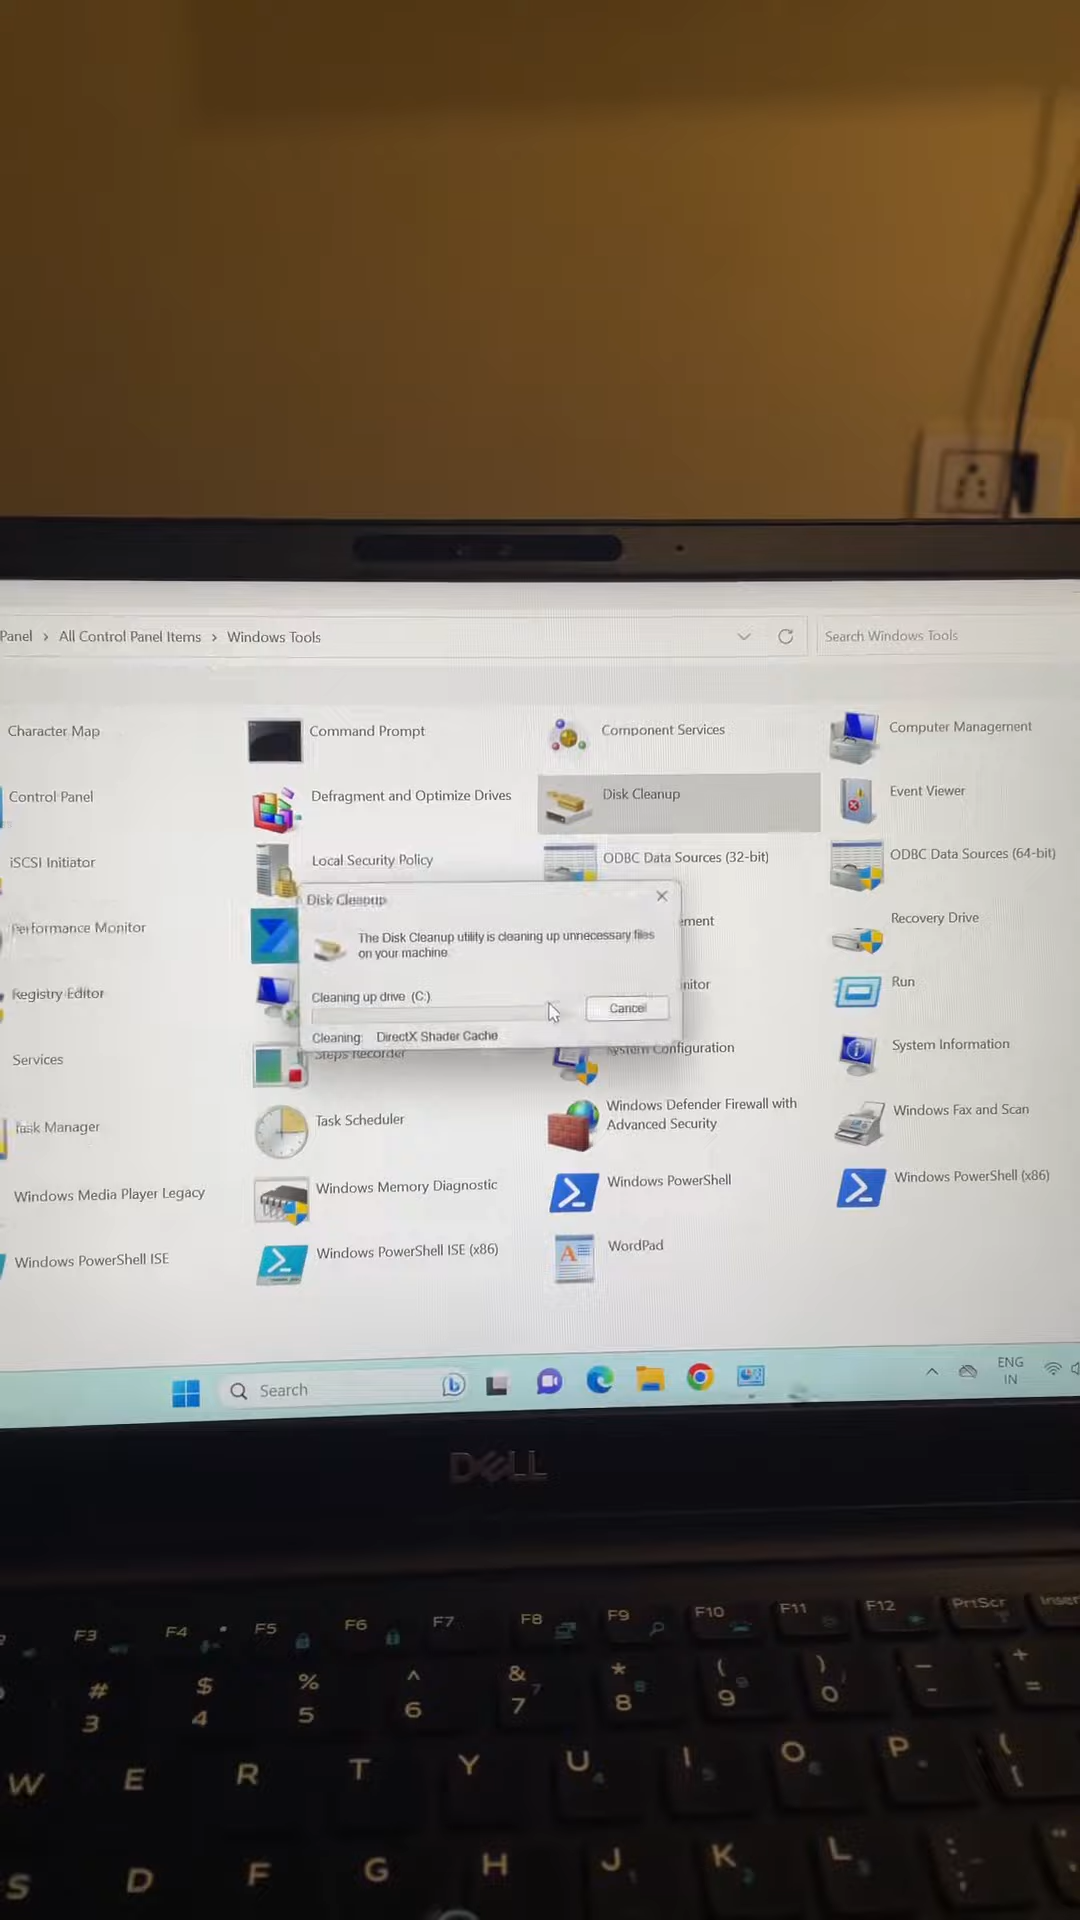 Panel > All Control Panel Items > Windows Tools
Search Windows Tools
Character Map
Command Prompt
Component Services
Computer Management
Control Panel
Defragment and Optimize Drives
Disk Cleanup
Event Viewer
iSCSI Initiator
Local Security Policy
ODBC Data Sources (32-bit)
ODBC Data Sources (64-bit)
Performance Monitor
ement
Recovery Drive
Registry Editor
nitor
Run
Disk Cleanup
The Disk Cleanup utility is cleaning up unnecessary files
on your machine.
Cleaning up drive (C:)
Cancel
Cleaning: DirectX Shader Cache
Services
Steps Recorder
System Configuration
System Information
Task Manager
Task Scheduler
Windows Defender Firewall with
Advanced Security
Windows Fax and Scan
Windows Media Player Legacy
Windows Memory Diagnostic
Windows PowerShell
Windows PowerShell (x86)
Windows PowerShell ISE
Windows PowerShell ISE (x86)
WordPad
Search
ENG
IN
DELL
F3 F4 F5 F6 F7 F8 F9 F10 F11 F12 PrtScr Inser
# $ % ^ & * ( ) _ +
3 4 5 6 7 8 9 0 - =
W E R T Y U I O P {
[
S D F G H J K L : "
;